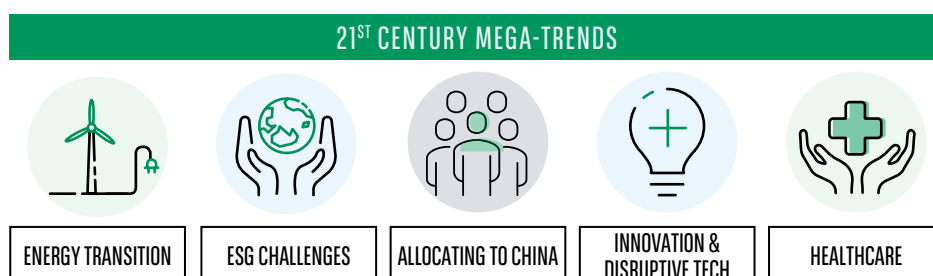 21ST CENTURY MEGA-TRENDS
ENERGY TRANSITION
ESG CHALLENGES
ALLOCATING TO CHINA
INNOVATION &
DISRUPTIVE TECH
HEALTHCARE